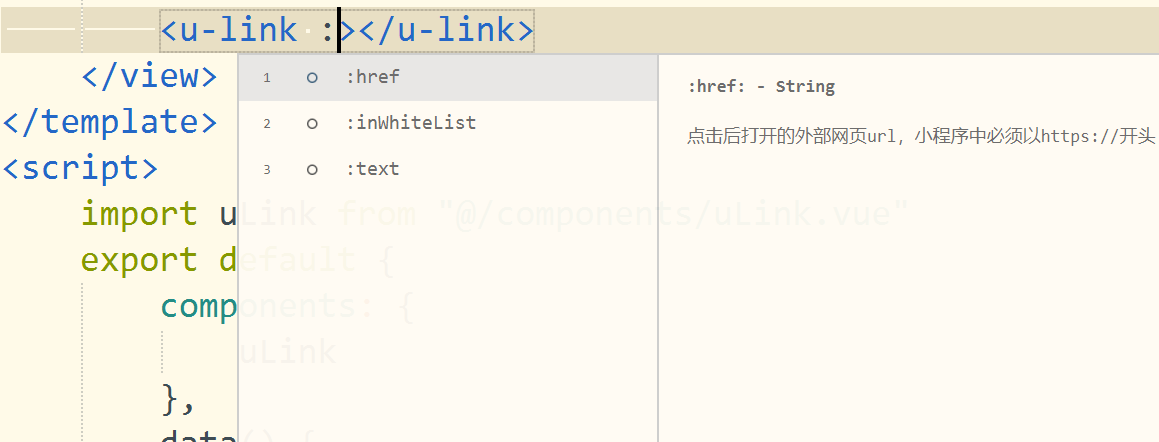 <u-link :></u-link>
</view>
</template>
<script>
import uLink from "@/components/uLink.vue"
export default {
components: {
uLink
},
data() {
1 :href
2 :inWhiteList
3 :text
:href: - String
点击后打开的外部网页url，小程序中必须以https://开头